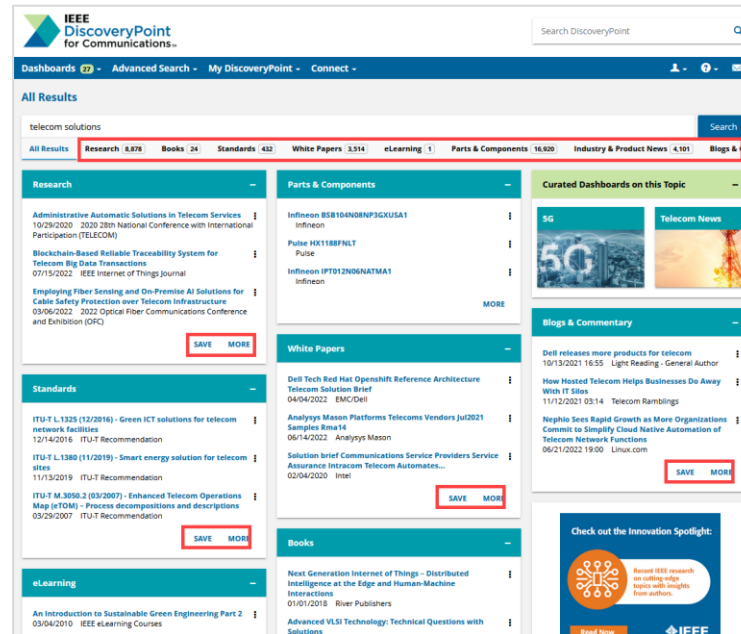 IEEE
DiscoveryPoint
for Communications℠
Search DiscoveryPoint
Dashboards 27 Advanced Search My DiscoveryPoint Connect
All Results
telecom solutions
Search
All Results Research 8,878 Books 24 Standards 432 White Papers 3,514 eLearning 1 Parts & Components 16,920 Industry & Product News 4,101 Blogs &
Research
Administrative Automatic Solutions in Telecom Services
10/29/2020 2020 28th National Conference with International
Participation (TELECOM)
Blockchain-Based Reliable Traceability System for
Telecom Big Data Transactions
07/15/2022 IEEE Internet of Things Journal
Employing Fiber Sensing and On-Premise AI Solutions for
Cable Safety Protection over Telecom Infrastructure
03/06/2022 2022 Optical Fiber Communications Conference
and Exhibition (OFC)
SAVE MORE
Standards
ITU-T L.1325 (12/2016) - Green ICT solutions for telecom
network facilities
12/14/2016 ITU-T Recommendation
ITU-T L.1380 (11/2019) - Smart energy solution for telecom
sites
11/13/2019 ITU-T Recommendation
ITU-T M.3050.2 (03/2007) - Enhanced Telecom Operations
Map (eTOM) – Process decompositions and descriptions
03/29/2007 ITU-T Recommendation
SAVE MORE
eLearning
An Introduction to Sustainable Green Engineering Part 2
03/04/2010 IEEE eLearning Courses
Parts & Components
Infineon BSB104N08NP3GXUSA1
Infineon
Pulse HX1188FNLT
Pulse
Infineon IPT012N06NATMA1
Infineon
MORE
White Papers
Dell Tech Red Hat Openshift Reference Architecture
Telecom Solution Brief
04/04/2022 EMC/Dell
Analysys Mason Platforms Telecoms Vendors Jul2021
Samples Rma14
06/14/2022 Analysys Mason
Solution brief Communications Service Providers Service
Assurance Intracom Telecom Automates...
02/04/2020 Intel
SAVE MORE
Books
Next Generation Internet of Things – Distributed
Intelligence at the Edge and Human-Machine
Interactions
01/01/2018 River Publishers
Advanced VLSI Technology: Technical Questions with
Solutions
Curated Dashboards on this Topic
5G
Telecom News
5G
Blogs & Commentary
Dell releases more products for telecom
10/13/2021 16:55 Light Reading - General Author
How Hosted Telecom Helps Businesses Do Away
With IT Silos
11/12/2021 03:14 Telecom Ramblings
Nephio Sees Rapid Growth as More Organizations
Commit to Simplify Cloud Native Automation of
Telecom Network Functions
06/21/2022 19:00 Linux.com
SAVE MORE
Check out the Innovation Spotlight:
Recent IEEE research
on cutting-edge
topics with insights
from authors.
Read Now
IEEE